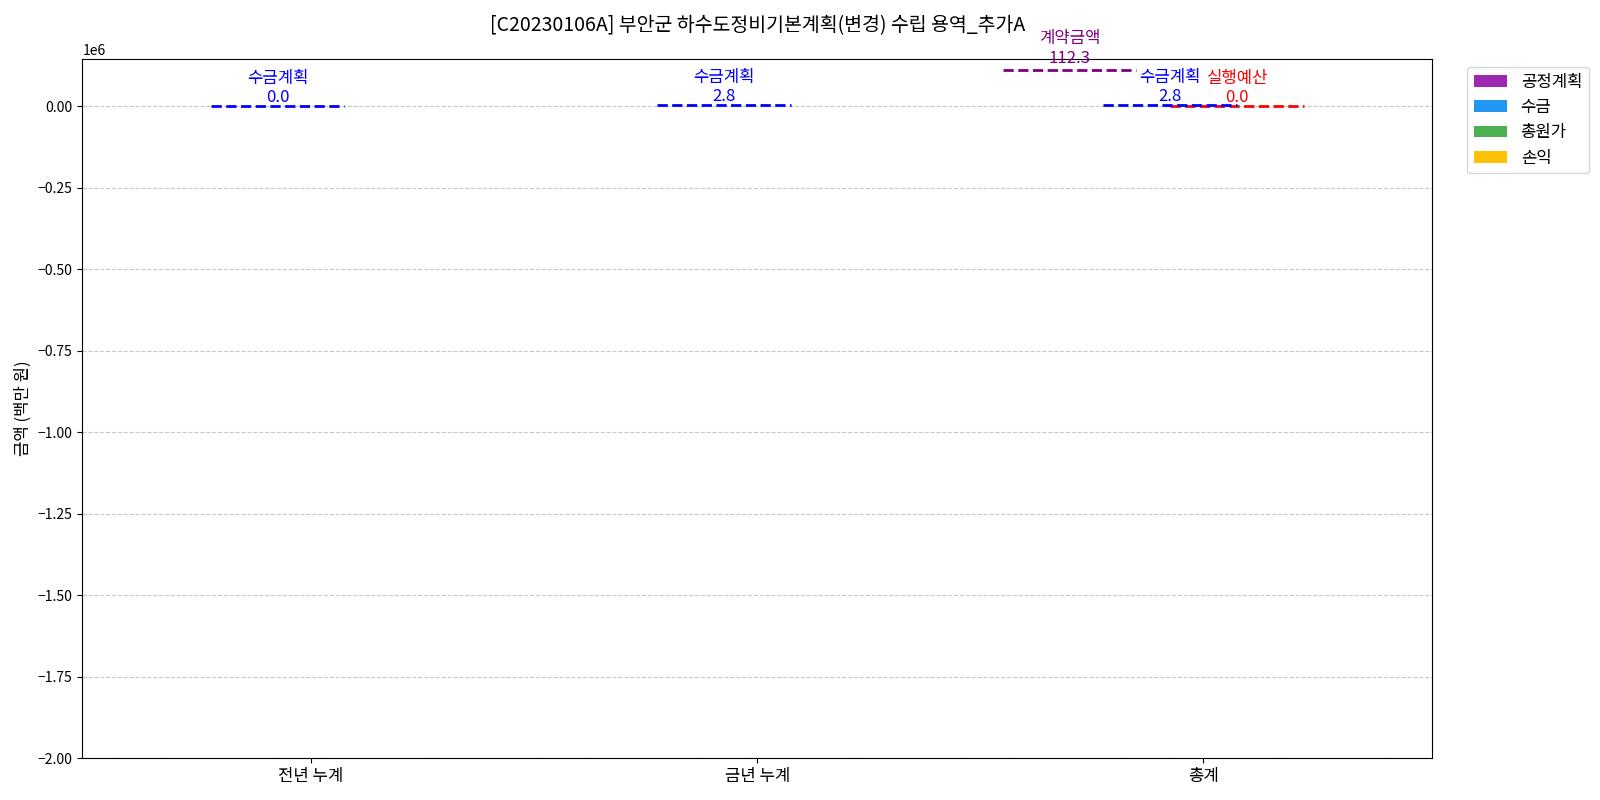 [C20230106A] 부안군 하수도정비기본계획(변경) 수립 용역_추가A
1e6
계약금액
112.3
수금계획
0.0
수금계획
2.8
수금계획
2.8
실행예산
0.0
공정계획
수금
총원가
손익
금액 (백만 원)
0.00
−0.25
−0.50
−0.75
−1.00
−1.25
−1.50
−1.75
−2.00
전년 누계
금년 누계
총계